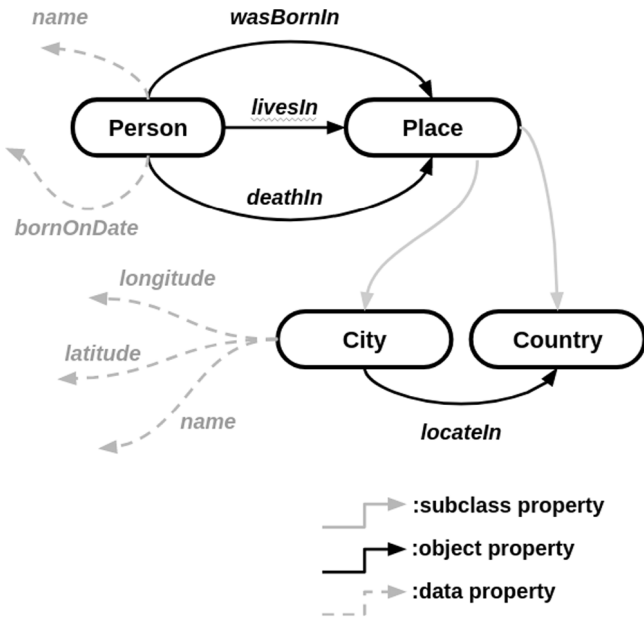 name
wasBornIn
livesIn
Person
Place
deathIn
bornOnDate
longitude
City
Country
latitude
name
locateIn
:subclass property
:object property
:data property